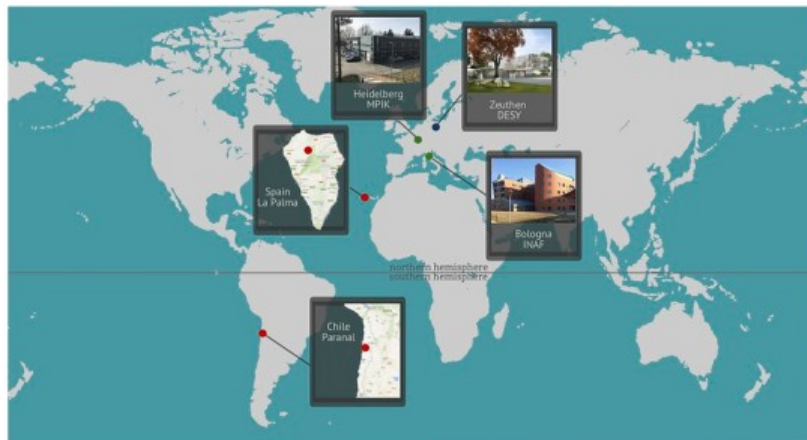 Heidelberg
MPIK
Zeuthen
DESY
Spain
La Palma
Bologna
INAF
northern hemisphere
southern hemisphere
Chile
Paranal